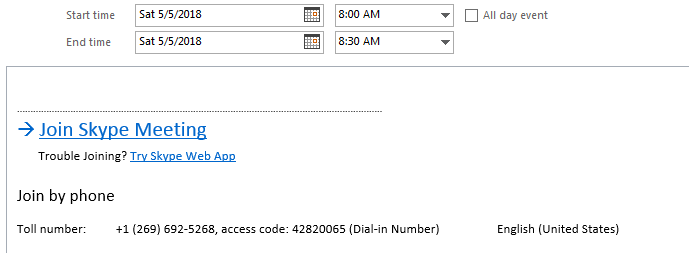 Start time Sat 5/5/2018 8:00 AM All day event
End time Sat 5/5/2018 8:30 AM
→ Join Skype Meeting
Trouble Joining? Try Skype Web App
Join by phone
Toll number: +1 (269) 692-5268, access code: 42820065 (Dial-in Number) English (United States)